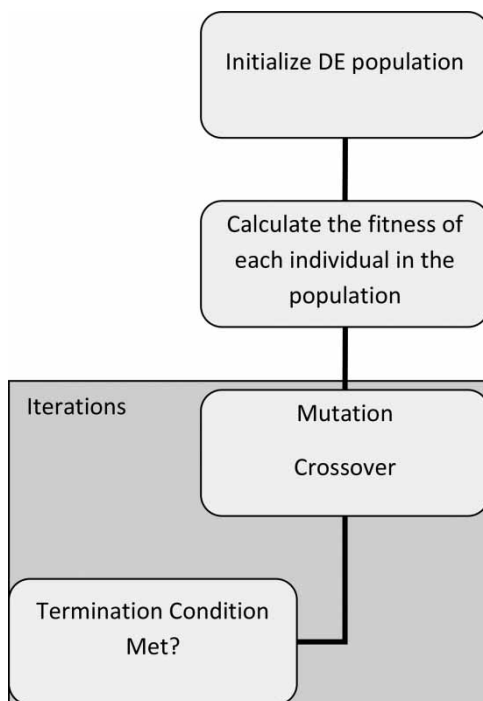 Initialize DE population
Calculate the fitness of
each individual in the
population
Iterations
Mutation
Crossover
Termination Condition
Met?